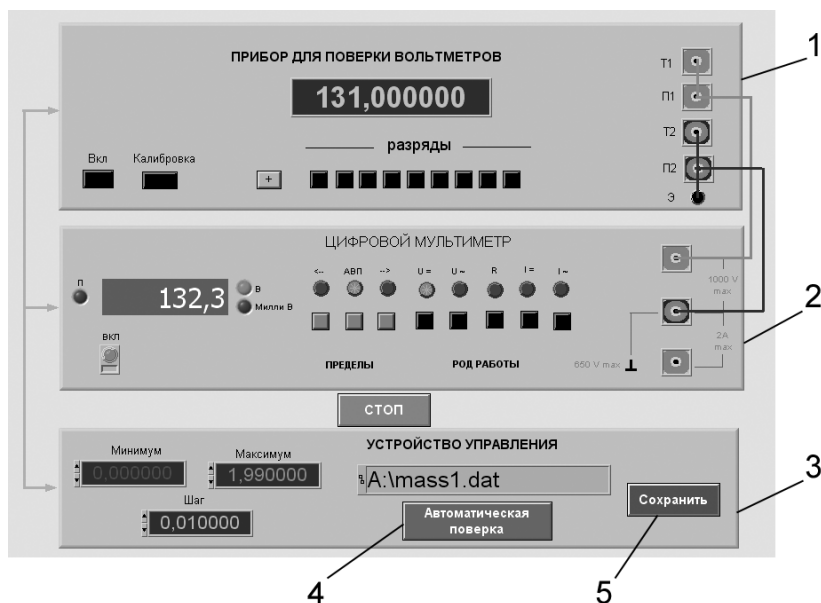 1
ПРИБОР ДЛЯ ПОВЕРКИ ВОЛЬТМЕТРОВ
131,000000
разряды
Вкл Калибровка
+
Т1
П1
Т2
П2
Э
2
ЦИФРОВОЙ МУЛЬТИМЕТР
<-- АВП --> U = U ~ R I = I ~
П
132,3
В
Милли В
вкл
ПРЕДЕЛЫ РОД РАБОТЫ
1000 V
max
2A
max
650 V max
СТОП
3
УСТРОЙСТВО УПРАВЛЕНИЯ
Минимум Максимум
0,000000 1,990000
Шаг
0,010000
A:\mass1.dat
Автоматическая
поверка
Сохранить
4 5